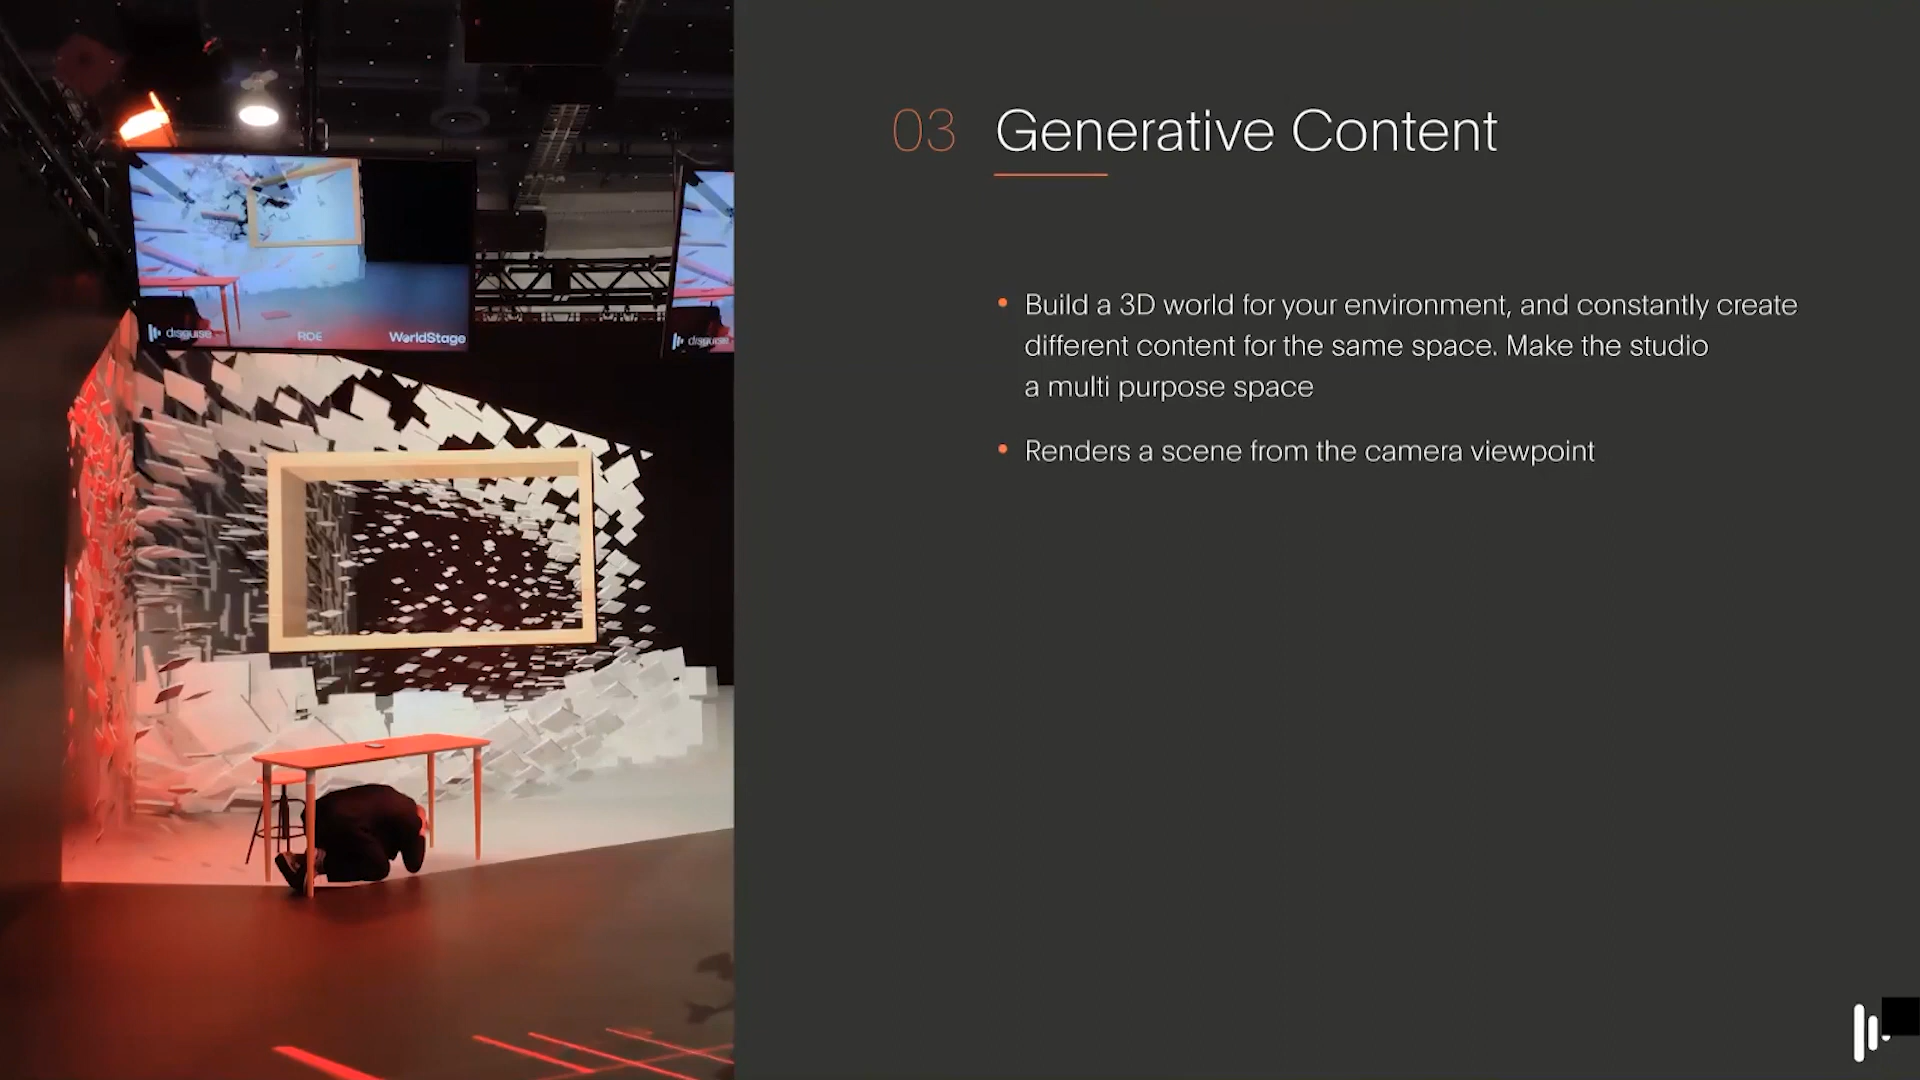 03 Generative Content
Build a 3D world for your environment, and constantly create
different content for the same space. Make the studio
a multi purpose space
Renders a scene from the camera viewpoint
disguise
ROE
WorldStage
disguise